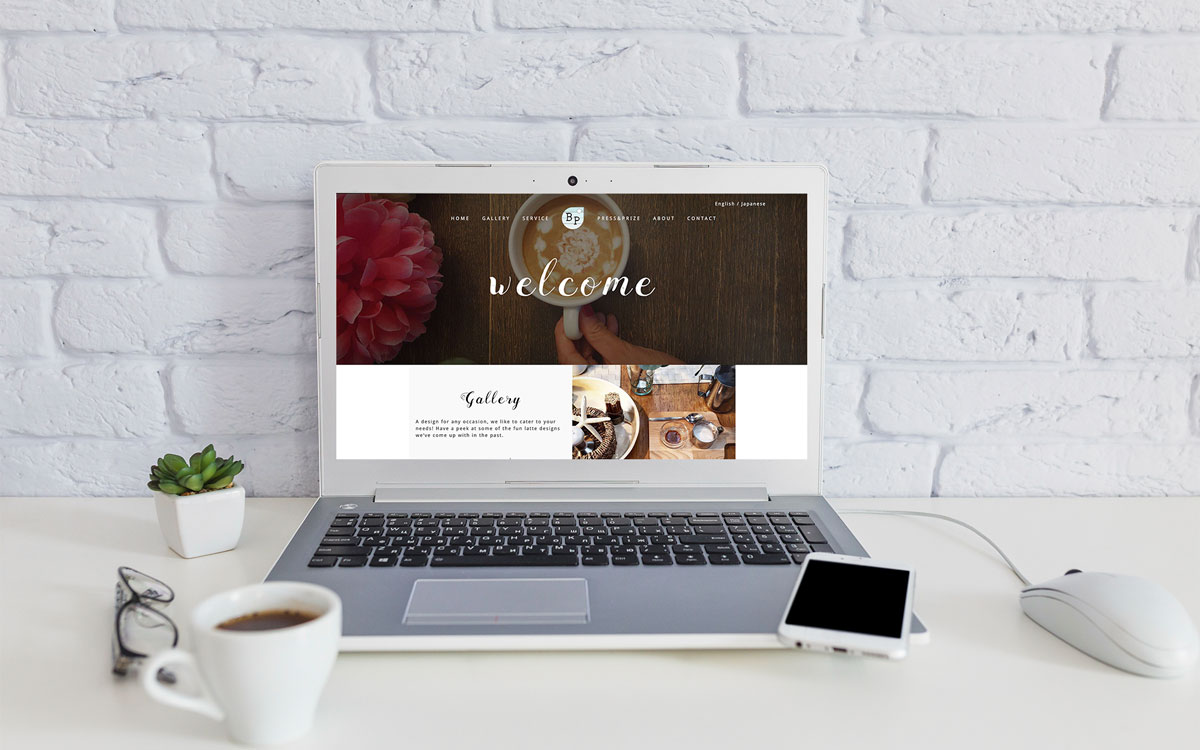 English / Japanese
HOME GALLERY SERVICE BP PRESS&PRIZE ABOUT CONTACT
welcome
Gallery
A design for any occasion, we like to cater to your
needs! Have a peek at some of the fun latte designs
we've come up with in the past.